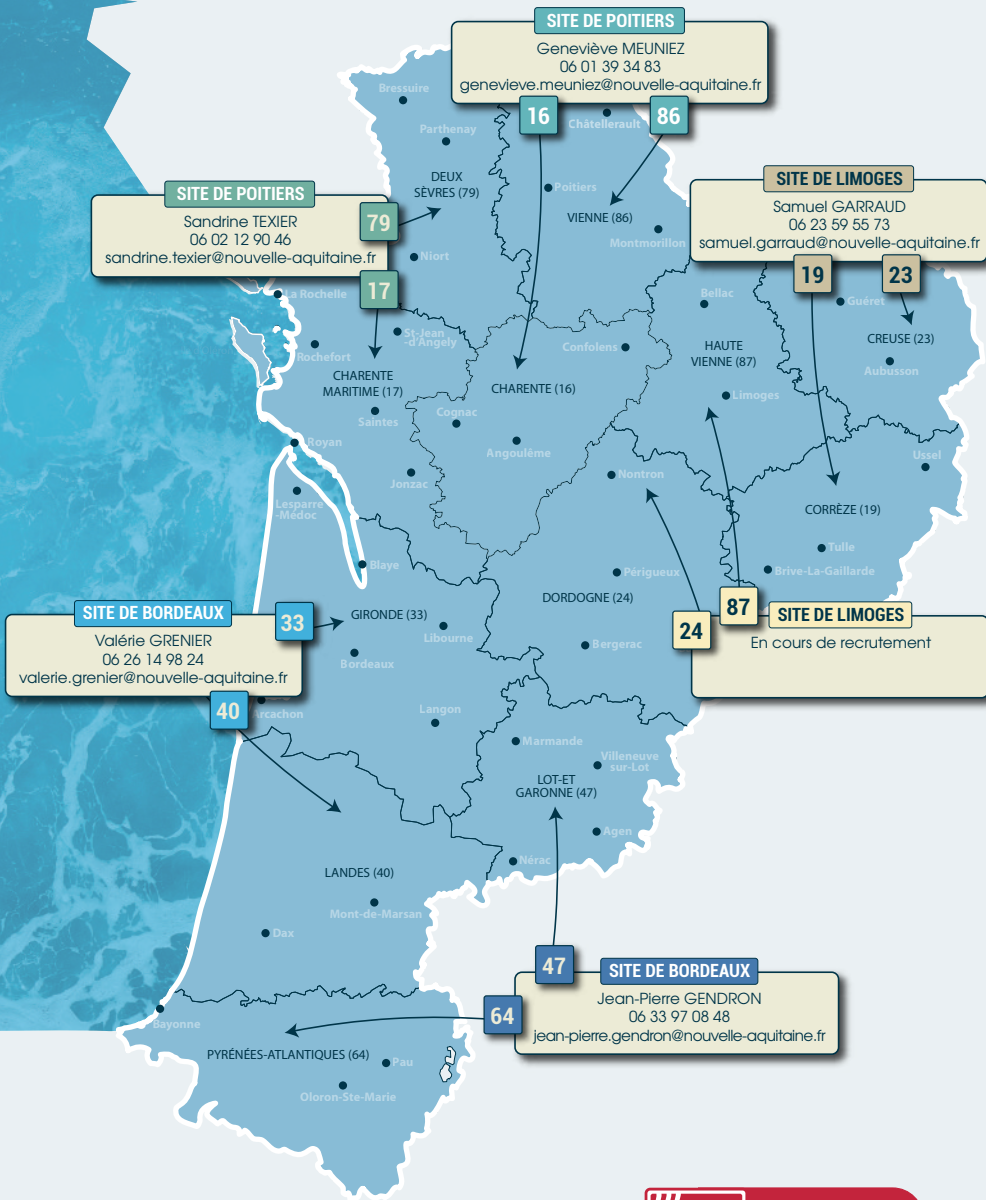 SITE DE POITIERS
Geneviève MEUNIEZ
06 01 39 34 83
genevieve.meuniez@nouvelle-aquitaine.fr
16
86
Bressuire
Parthenay
Châtellerault
DEUX
SÈVRES (79)
Poitiers
VIENNE (86)
Montmorillon
Niort
SITE DE POITIERS
Sandrine TEXIER
06 02 12 90 46
sandrine.texier@nouvelle-aquitaine.fr
79
17
SITE DE LIMOGES
Samuel GARRAUD
06 23 59 55 73
samuel.garraud@nouvelle-aquitaine.fr
19
23
La Rochelle
St-Jean
-d'Angely
Rochefort
CHARENTE
MARITIME (17)
Saintes
Confolens
CHARENTE (16)
Cognac
Angoulême
Bellac
HAUTE
VIENNE (87)
Limoges
Guéret
CREUSE (23)
Aubusson
Royan
Jonzac
Lesparre
-Médoc
Nontron
Ussel
CORRÈZE (19)
Tulle
Brive-La-Gaillarde
Blaye
Périgueux
DORDOGNE (24)
Bergerac
87
24
SITE DE LIMOGES
En cours de recrutement
SITE DE BORDEAUX
Valérie GRENIER
06 26 14 98 24
valerie.grenier@nouvelle-aquitaine.fr
33
40
GIRONDE (33)
Libourne
Bordeaux
Arcachon
Langon
Marmande
Villeneuve
sur-Lot
LOT-ET
GARONNE (47)
Agen
Nérac
LANDES (40)
Mont-de-Marsan
Dax
47
64
SITE DE BORDEAUX
Jean-Pierre GENDRON
06 33 97 08 48
jean-pierre.gendron@nouvelle-aquitaine.fr
Bayonne
PYRÉNÉES-ATLANTIQUES (64)
Pau
Oloron-Ste-Marie